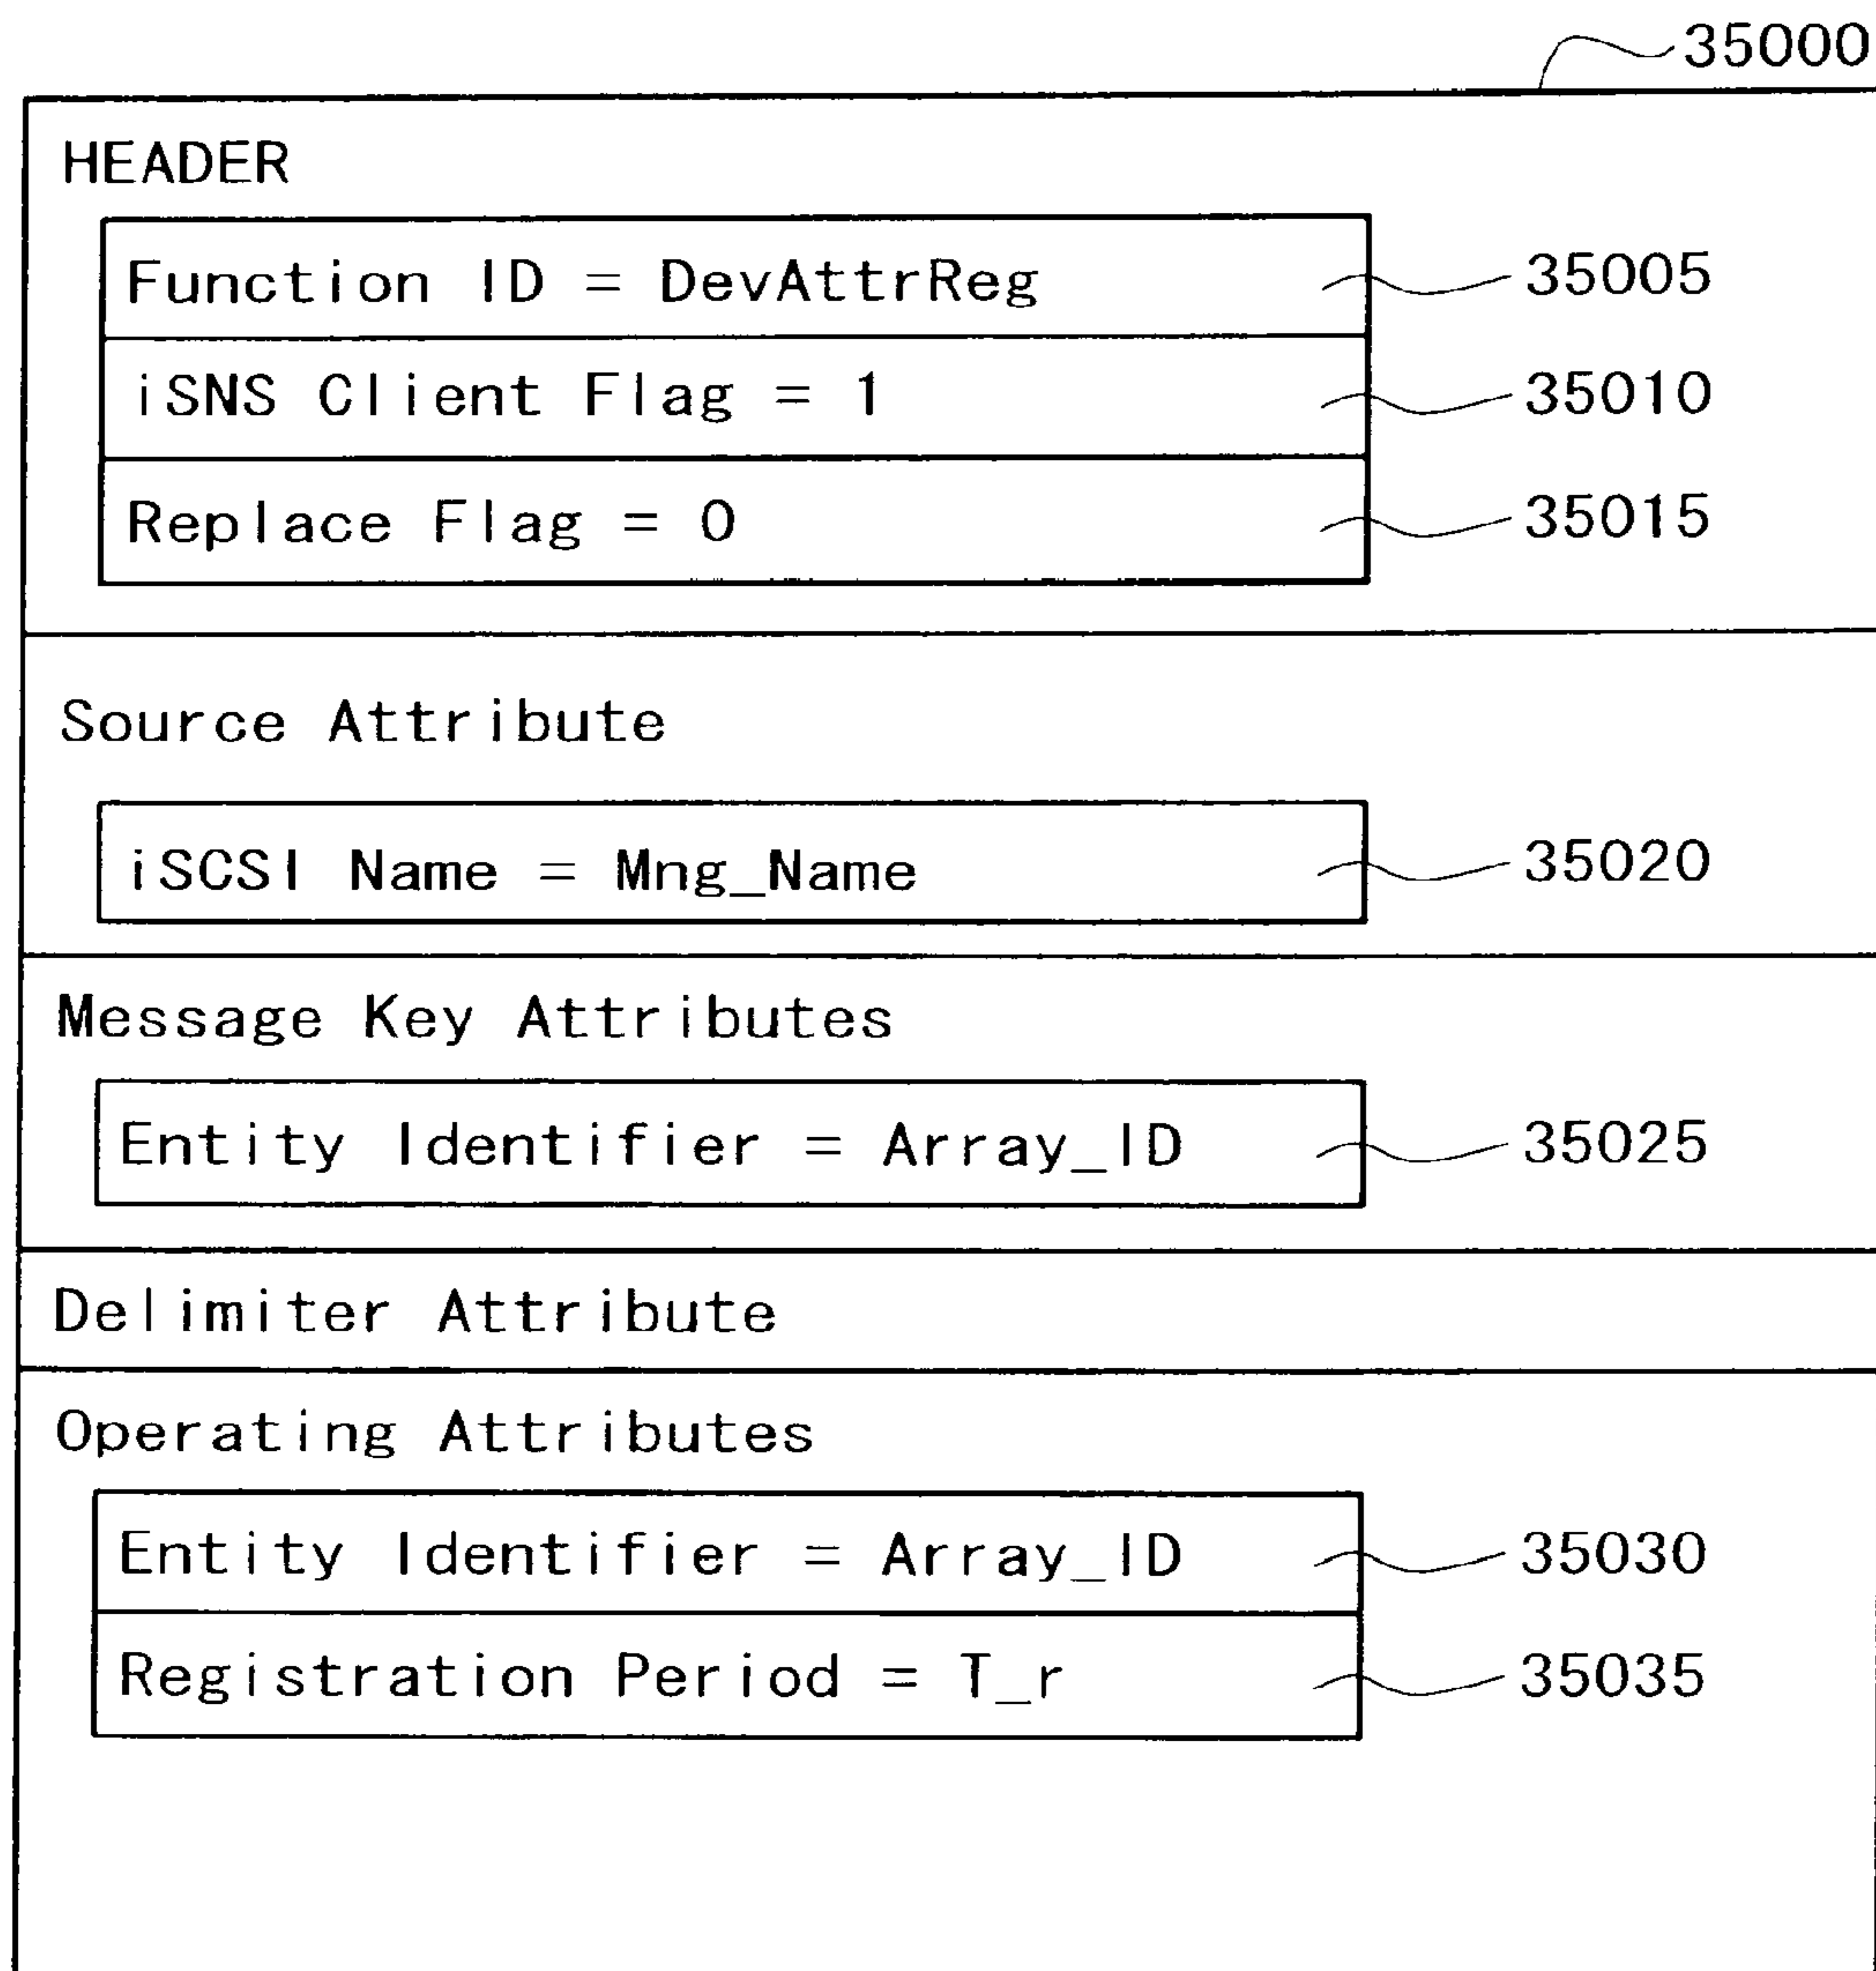 35000
HEADER
Function ID = DevAttrReg 35005
iSNS Client Flag = 1 35010
Replace Flag = 0 35015
Source Attribute
iSCSI Name = Mng_Name 35020
Message Key Attributes
Entity Identifier = Array_ID 35025
Delimiter Attribute
Operating Attributes
Entity Identifier = Array_ID 35030
Registration Period = T_r 35035